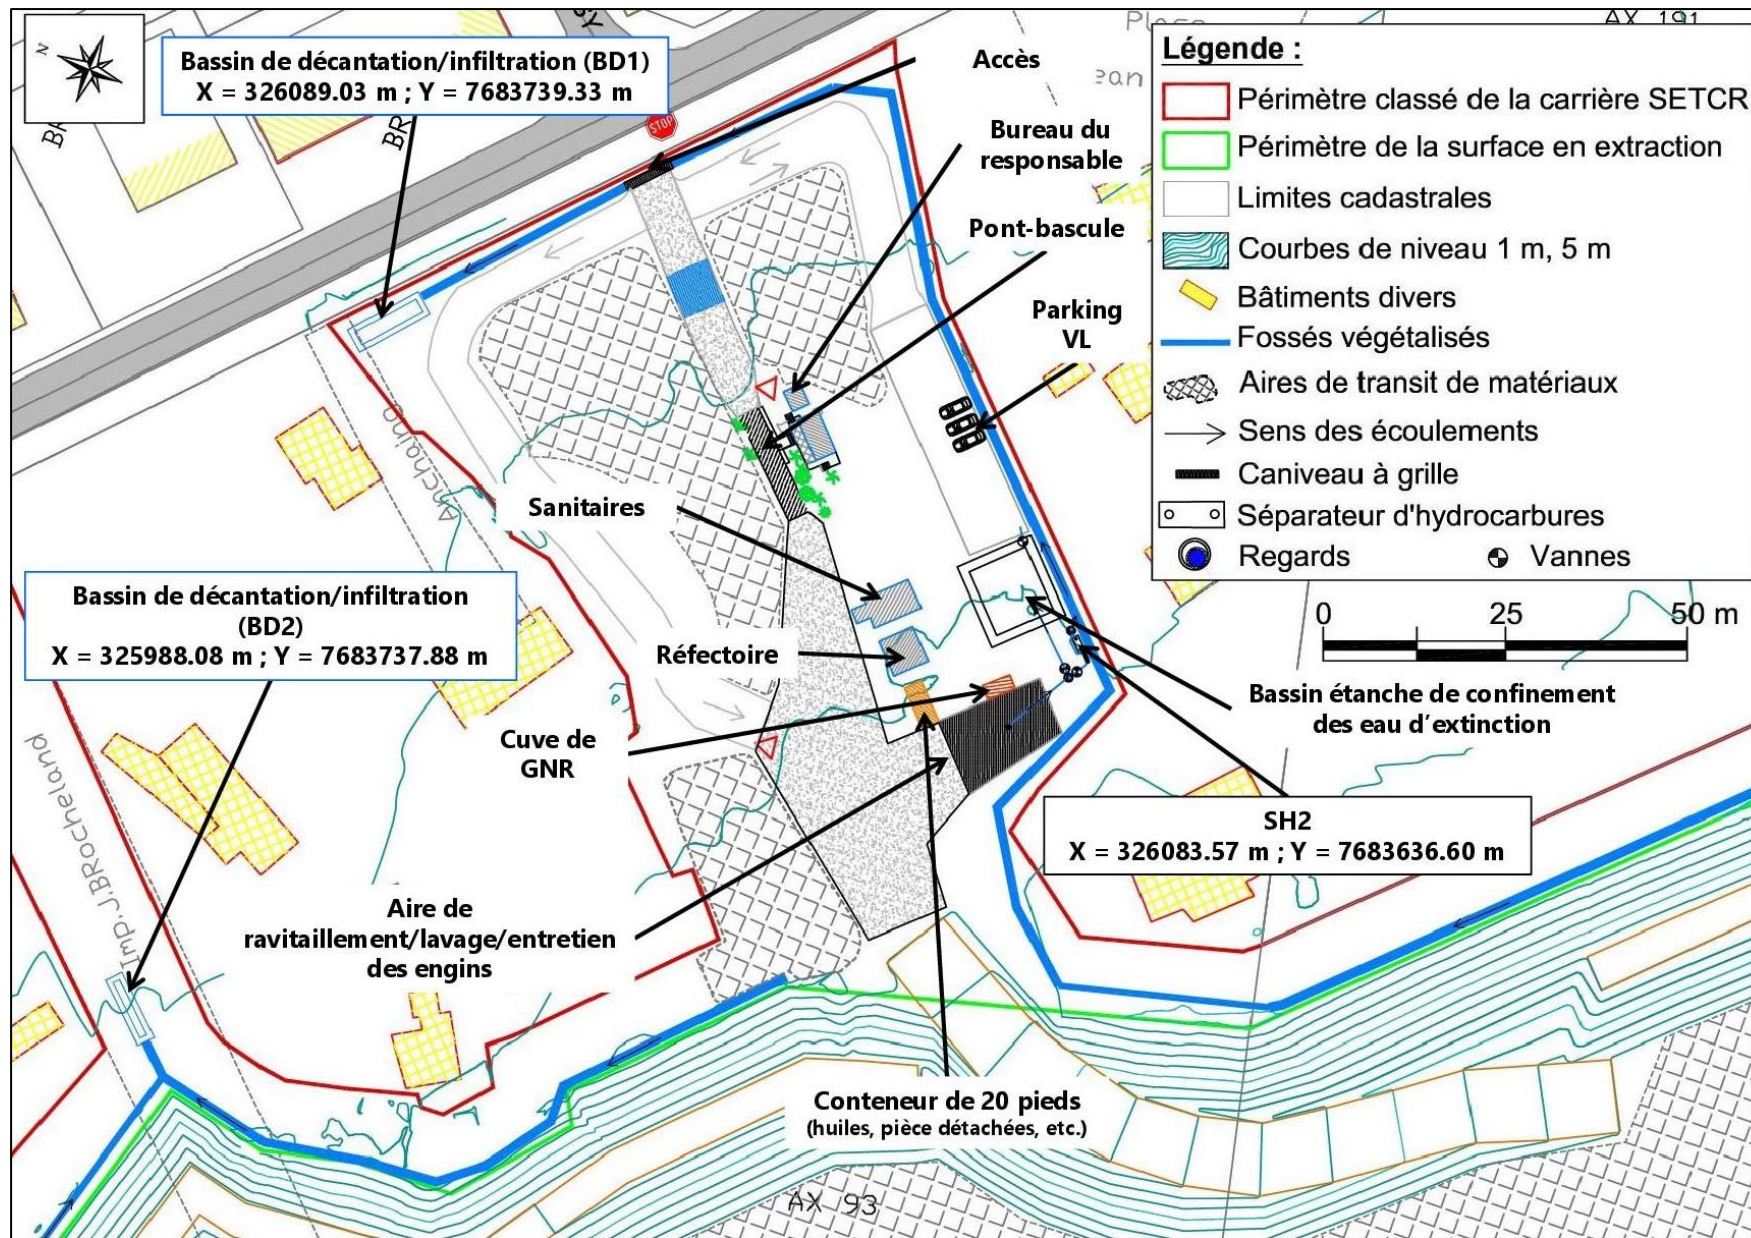 AX 191
N
Bassin de décantation/infiltration (BD1)
X = 326089.03 m ; Y = 7683739.33 m
STOP
Accès
Bureau du
responsable
Pont-bascule
Parking
VL
Légende :
Périmètre classé de la carrière SETCR
Périmètre de la surface en extraction
Limites cadastrales
Courbes de niveau 1 m, 5 m
Bâtiments divers
Fossés végétalisés
Aires de transit de matériaux
Sens des écoulements
Caniveau à grille
Séparateur d'hydrocarbures
Regards
Vannes
0 25 50 m
Anchaing
Sanitaires
Bassin de décantation/infiltration
(BD2)
X = 325988.08 m ; Y = 7683737.88 m
Réfectoire
Bassin étanche de confinement
des eau d'extinction
Cuve de
GNR
Imp.J.BRocheland
SH2
X = 326083.57 m ; Y = 7683636.60 m
Aire de
ravitaillement/lavage/entretien
des engins
Conteneur de 20 pieds
(huiles, pièce détachées, etc.)
AX 93